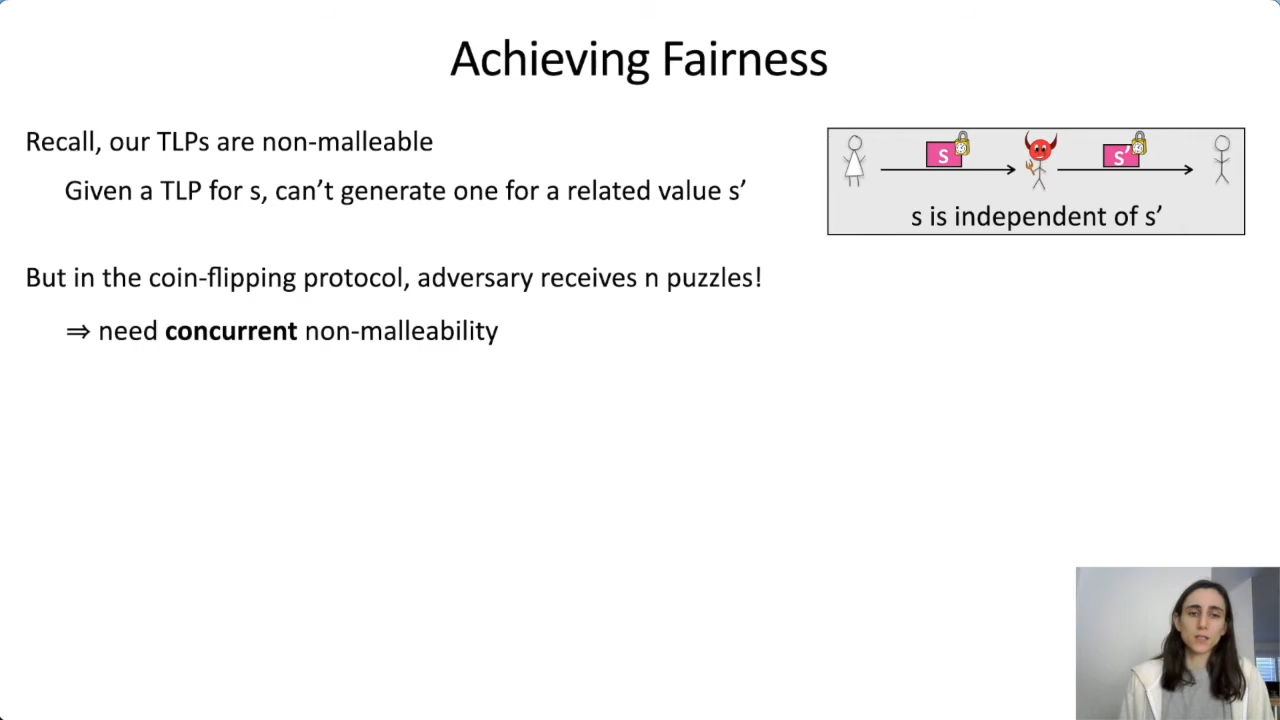 Achieving Fairness
Recall, our TLPs are non-malleable
Given a TLP for s, can’t generate one for a related value s’
s
s’
s is independent of s’
But in the coin-flipping protocol, adversary receives n puzzles!
⇒ need concurrent non-malleability